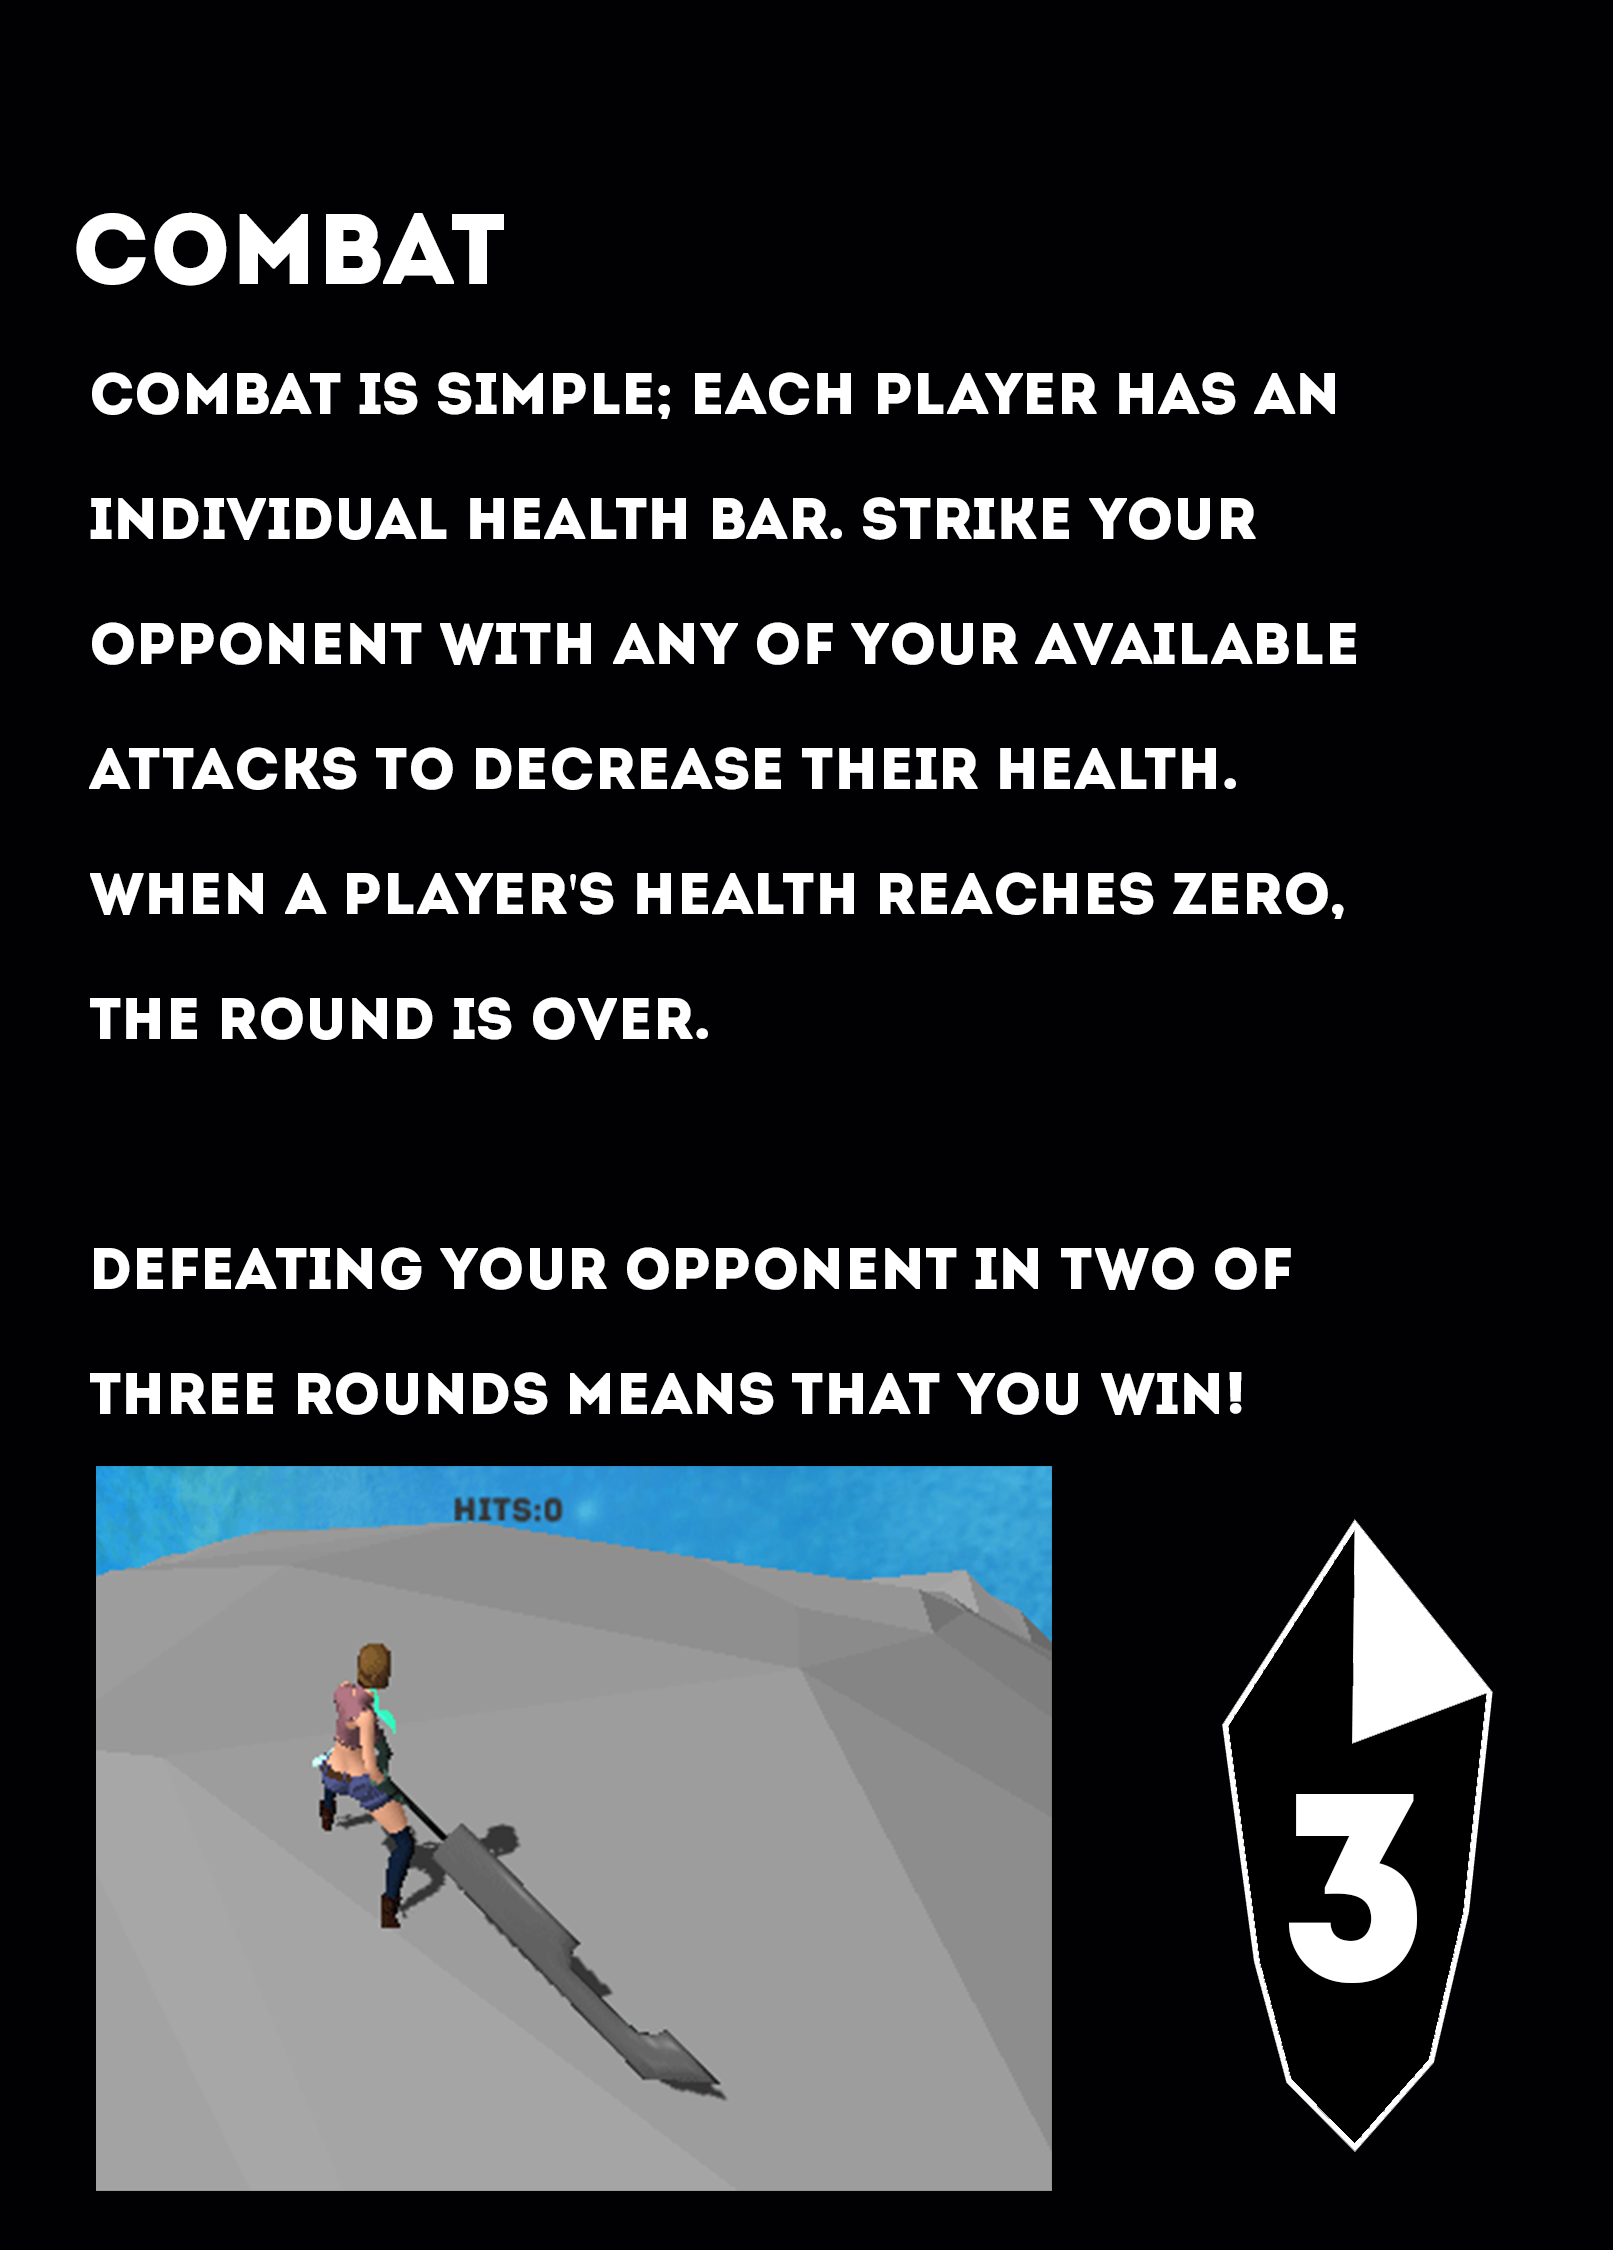 COMBAT
COMBAT IS SIMPLE; EACH PLAYER HAS AN
INDIVIDUAL HEALTH BAR. STRIKE YOUR
OPPONENT WITH ANY OF YOUR AVAILABLE
ATTACKS TO DECREASE THEIR HEALTH.
WHEN A PLAYER'S HEALTH REACHES ZERO,
THE ROUND IS OVER.
DEFEATING YOUR OPPONENT IN TWO OF
THREE ROUNDS MEANS THAT YOU WIN!
HITS:0
3